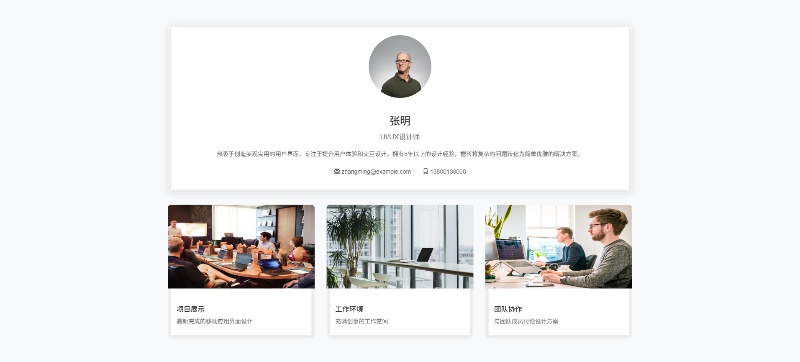 张明
UI/UX设计师
热衷于创造美观实用的用户界面，专注于提升用户体验和交互设计。拥有5年以上的设计经验，擅长将复杂的问题转化为简单优雅的解决方案。
zhangming@example.com 13800138000
项目展示
最新完成的移动应用界面设计
工作环境
充满创意的工作空间
团队协作
与团队成员讨论设计方案